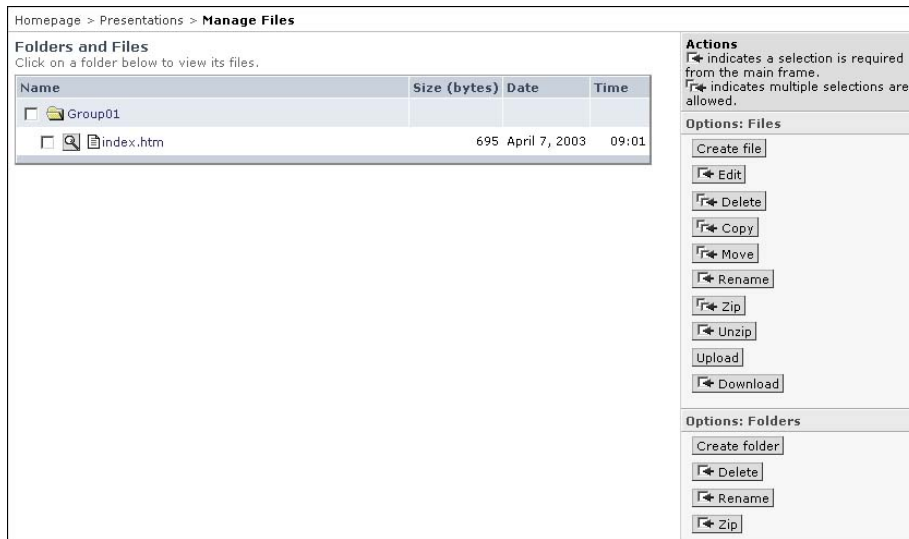 Homepage > Presentations > Manage Files
Folders and Files
Click on a folder below to view its files.
Name Size (bytes) Date Time
Group01
index.htm 695 April 7, 2003 09:01
Actions
indicates a selection is required
from the main frame.
indicates multiple selections are
allowed.
Options: Files
Create file
Edit
Delete
Copy
Move
Rename
Zip
Unzip
Upload
Download
Options: Folders
Create folder
Delete
Rename
Zip